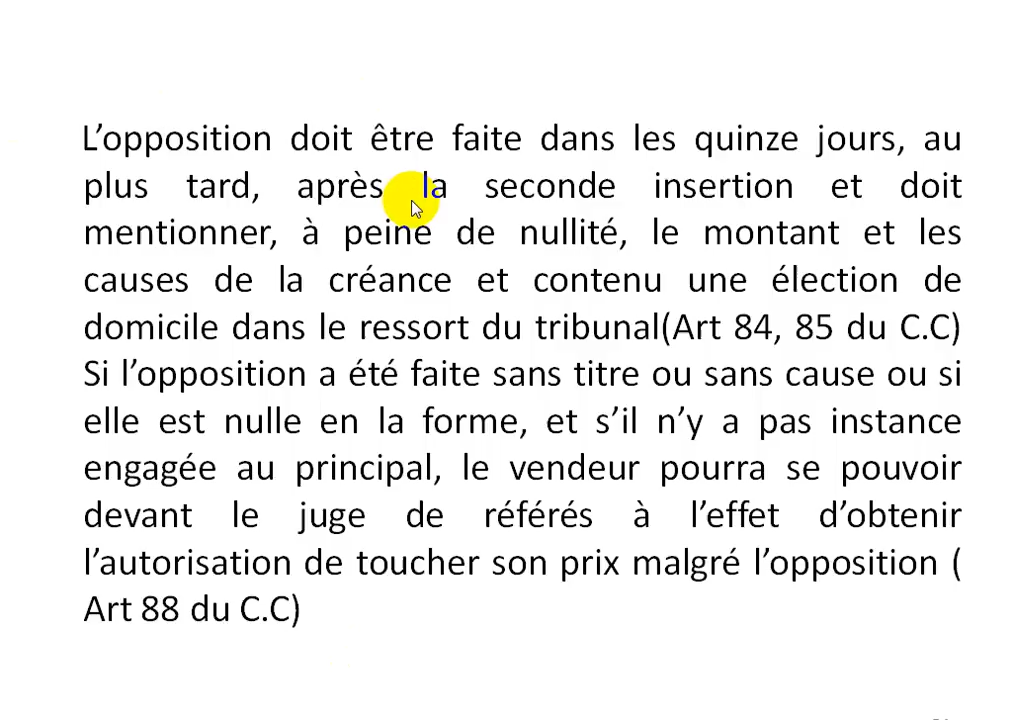 L’opposition doit être faite dans les quinze jours, au
plus tard, après la seconde insertion et doit
mentionner, à peine de nullité, le montant et les
causes de la créance et contenu une élection de
domicile dans le ressort du tribunal(Art 84, 85 du C.C)
Si l’opposition a été faite sans titre ou sans cause ou si
elle est nulle en la forme, et s’il n’y a pas instance
engagée au principal, le vendeur pourra se pouvoir
devant le juge de référés à l’effet d’obtenir
l’autorisation de toucher son prix malgré l’opposition (
Art 88 du C.C)